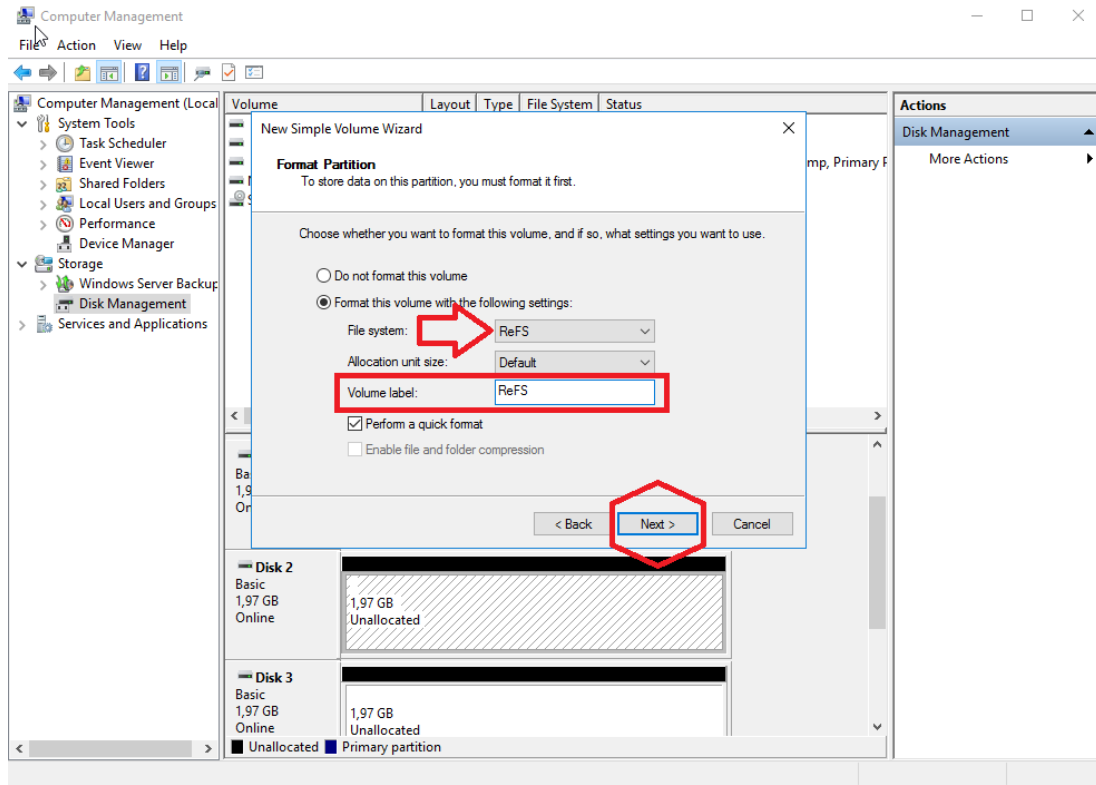 Computer Management
File Action View Help
Computer Management (Local
System Tools
Task Scheduler
Event Viewer
Shared Folders
Local Users and Groups
Performance
Device Manager
Storage
Windows Server Backup
Disk Management
Services and Applications
Volume Layout Type File System Status
mp, Primary P
New Simple Volume Wizard
Format Partition
To store data on this partition, you must format it first.
Choose whether you want to format this volume, and if so, what settings you want to use.
Do not format this volume
Format this volume with the following settings:
File system: ReFS
Allocation unit size: Default
Volume label: ReFS
Perform a quick format
Enable file and folder compression
< Back Next > Cancel
Ba
1,9
On
Disk 2
Basic
1,97 GB
Online
1,97 GB
Unallocated
Disk 3
Basic
1,97 GB
Online
1,97 GB
Unallocated
Unallocated Primary partition
Actions
Disk Management
More Actions